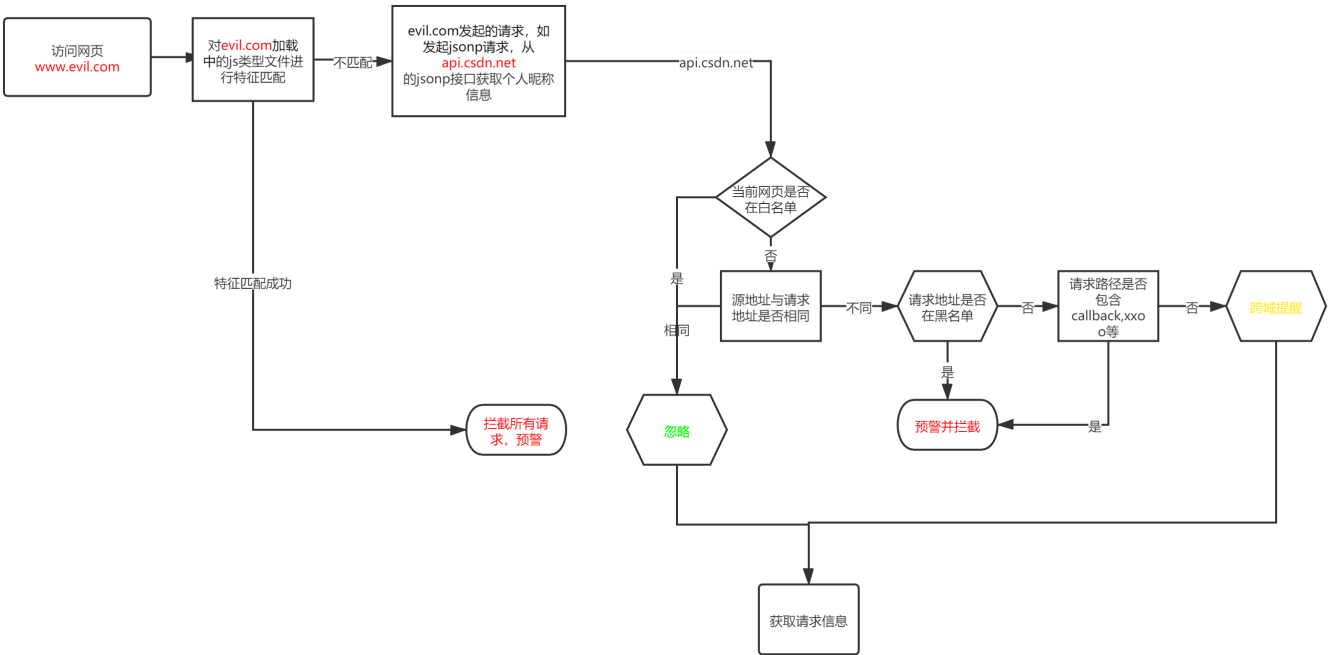 访问网页
www.evil.com
对evil.com加载
中的js类型文件进
行特征匹配
不匹配
evil.com发起的请求，如
发起jsonp请求，从
api.csdn.net
的jsonp接口获取个人昵称
信息
api.csdn.net
当前网页是否
在白名单
是
否
特征匹配成功
源地址与请求
地址是否相同
相同
不同
请求地址是否
在黑名单
否
请求路径是否
包含
callback,xxo
o等
否
跨域提醒
是
是
拦截所有请
求，预警
忽略
预警并拦截
获取请求信息